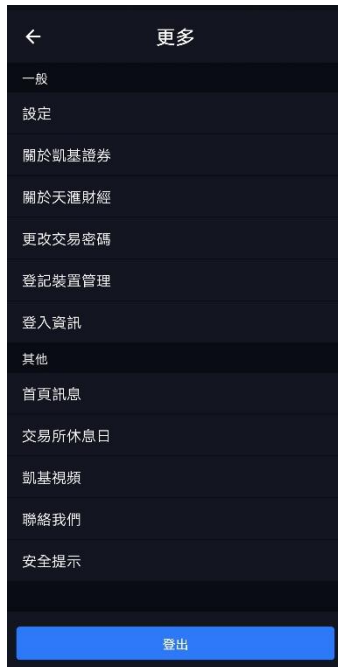 更多
一般
設定
關於凱基證券
關於天滙財經
更改交易密碼
登記裝置管理
登入資訊
其他
首頁訊息
交易所休息日
凱基視頻
聯絡我們
安全提示
登出